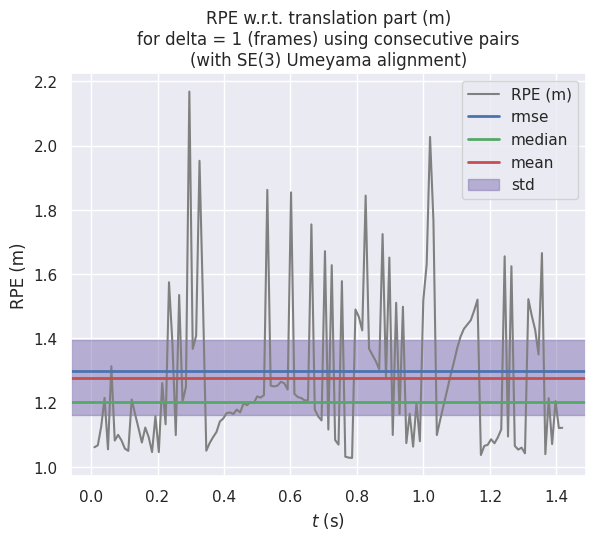 RPE w.r.t. translation part (m)
for delta = 1 (frames) using consecutive pairs
(with SE(3) Umeyama alignment)
RPE (m)
rmse
median
mean
std
RPE (m)
2.2
2.0
1.8
1.6
1.4
1.2
1.0
0.0 0.2 0.4 0.6 0.8 1.0 1.2 1.4
t (s)